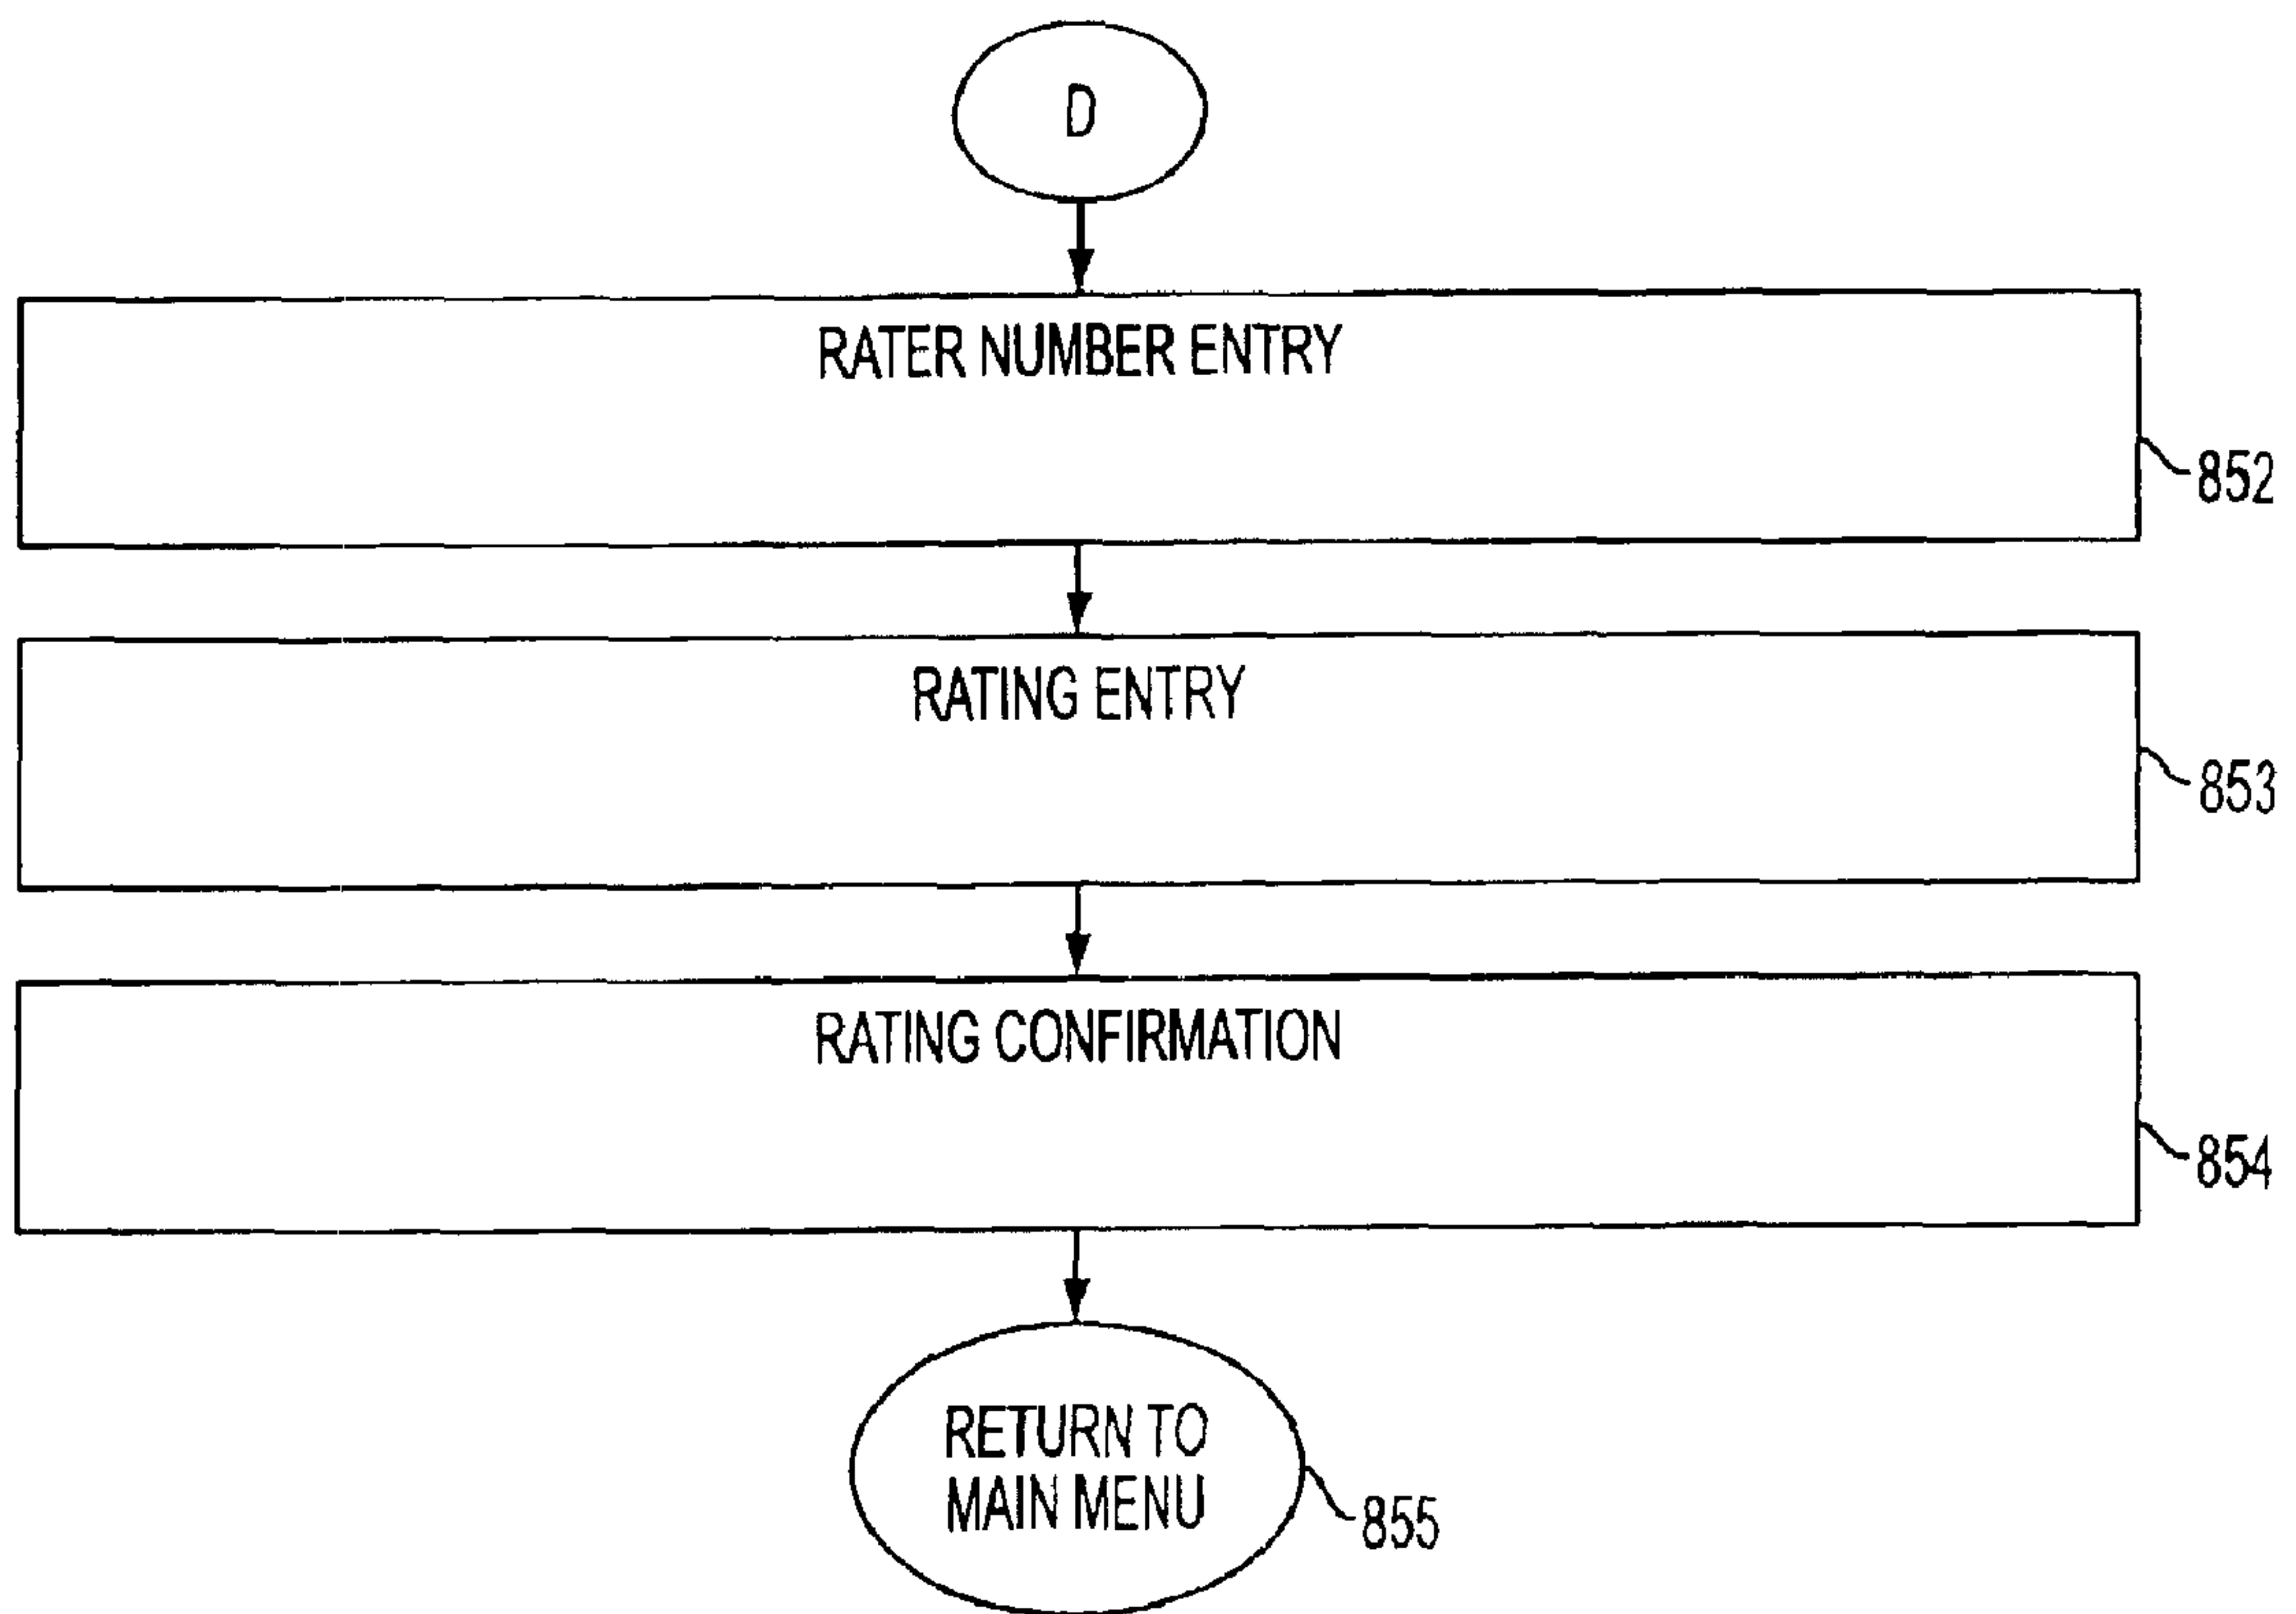 D
RATER NUMBER ENTRY
852
RATING ENTRY
853
RATING CONFIRMATION
854
RETURN TO
MAIN MENU
855